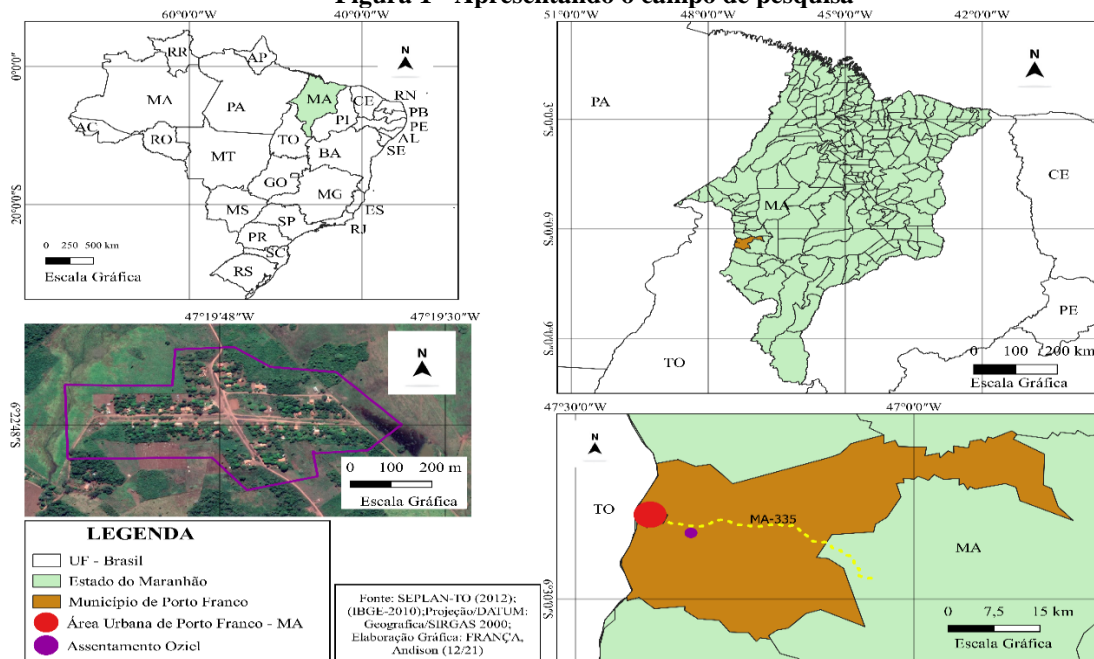 Figura 1 - Apresentando o campo de pesquisa
60°0'0"W 40°0'0"W
0°0'0"
20°0'0"S
N
RR
AP
MA
PA
MA
CE
RN
PB
PE
AL
SE
PI
AC
RO
TO
BA
MT
GO
MG
ES
MS
SP
RJ
PR
SC
RS
0 250 500 km
Escala Gráfica
51°0'0"W 48°0'0"W 45°0'0"W 42°0'0"W
3°0'0"S
6°0'0"S
9°0'0"S
N
PA
MA
CE
PE
TO
0 100 200 km
Escala Gráfica
47°19'48"W 47°19'30"W
6°22'48"S
N
0 100 200 m
Escala Gráfica
47°30'0"W 47°0'0"W
6°30'0"S
N
TO
MA-335
MA
0 7,5 15 km
Escala Gráfica
LEGENDA
UF - Brasil
Estado do Maranhão
Município de Porto Franco
Área Urbana de Porto Franco - MA
Assentamento Oziel
Fonte: SEPLAN-TO (2012);
(IBGE-2010);Projeção/DATUM:
Geografica/SIRGAS 2000;
Elaboração Gráfica: FRANÇA,
Andison (12/21)